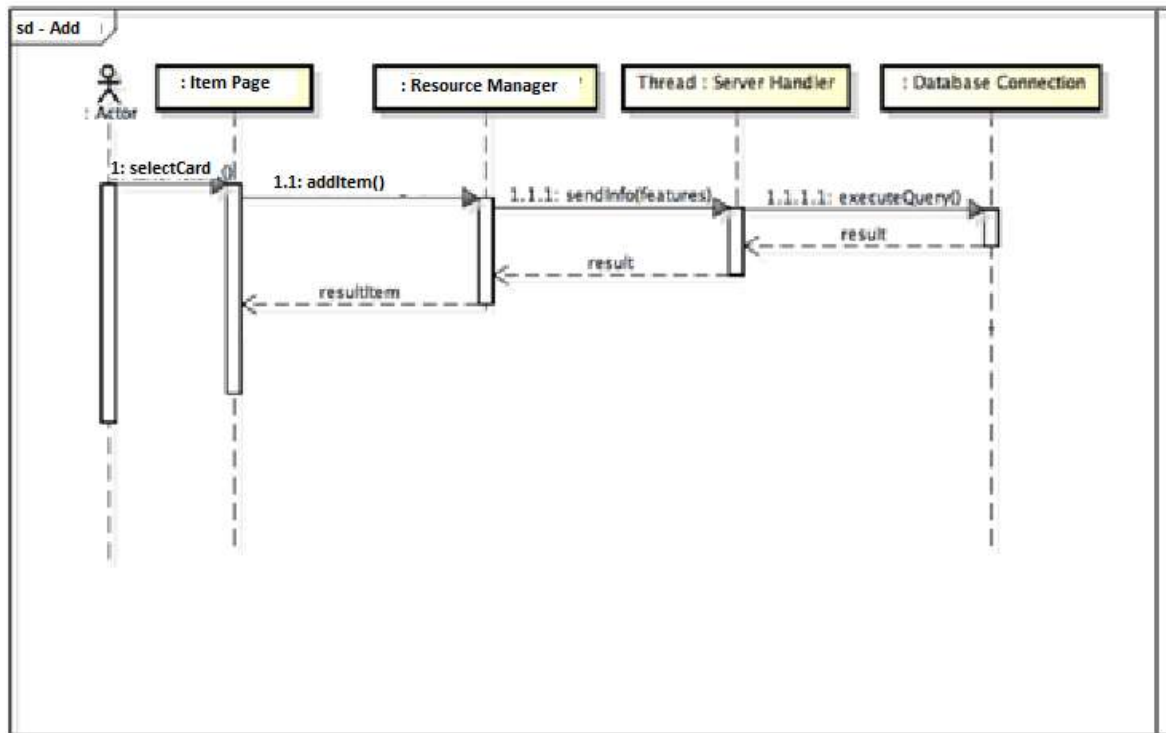 sd - Add
: Actor
: Item Page
: Resource Manager
Thread : Server Handler
: Database Connection
1: selectCard ()
1.1: addItem()
1.1.1: sendInfo(features)
1.1.1.1: executeQuery()
result
result
resultItem